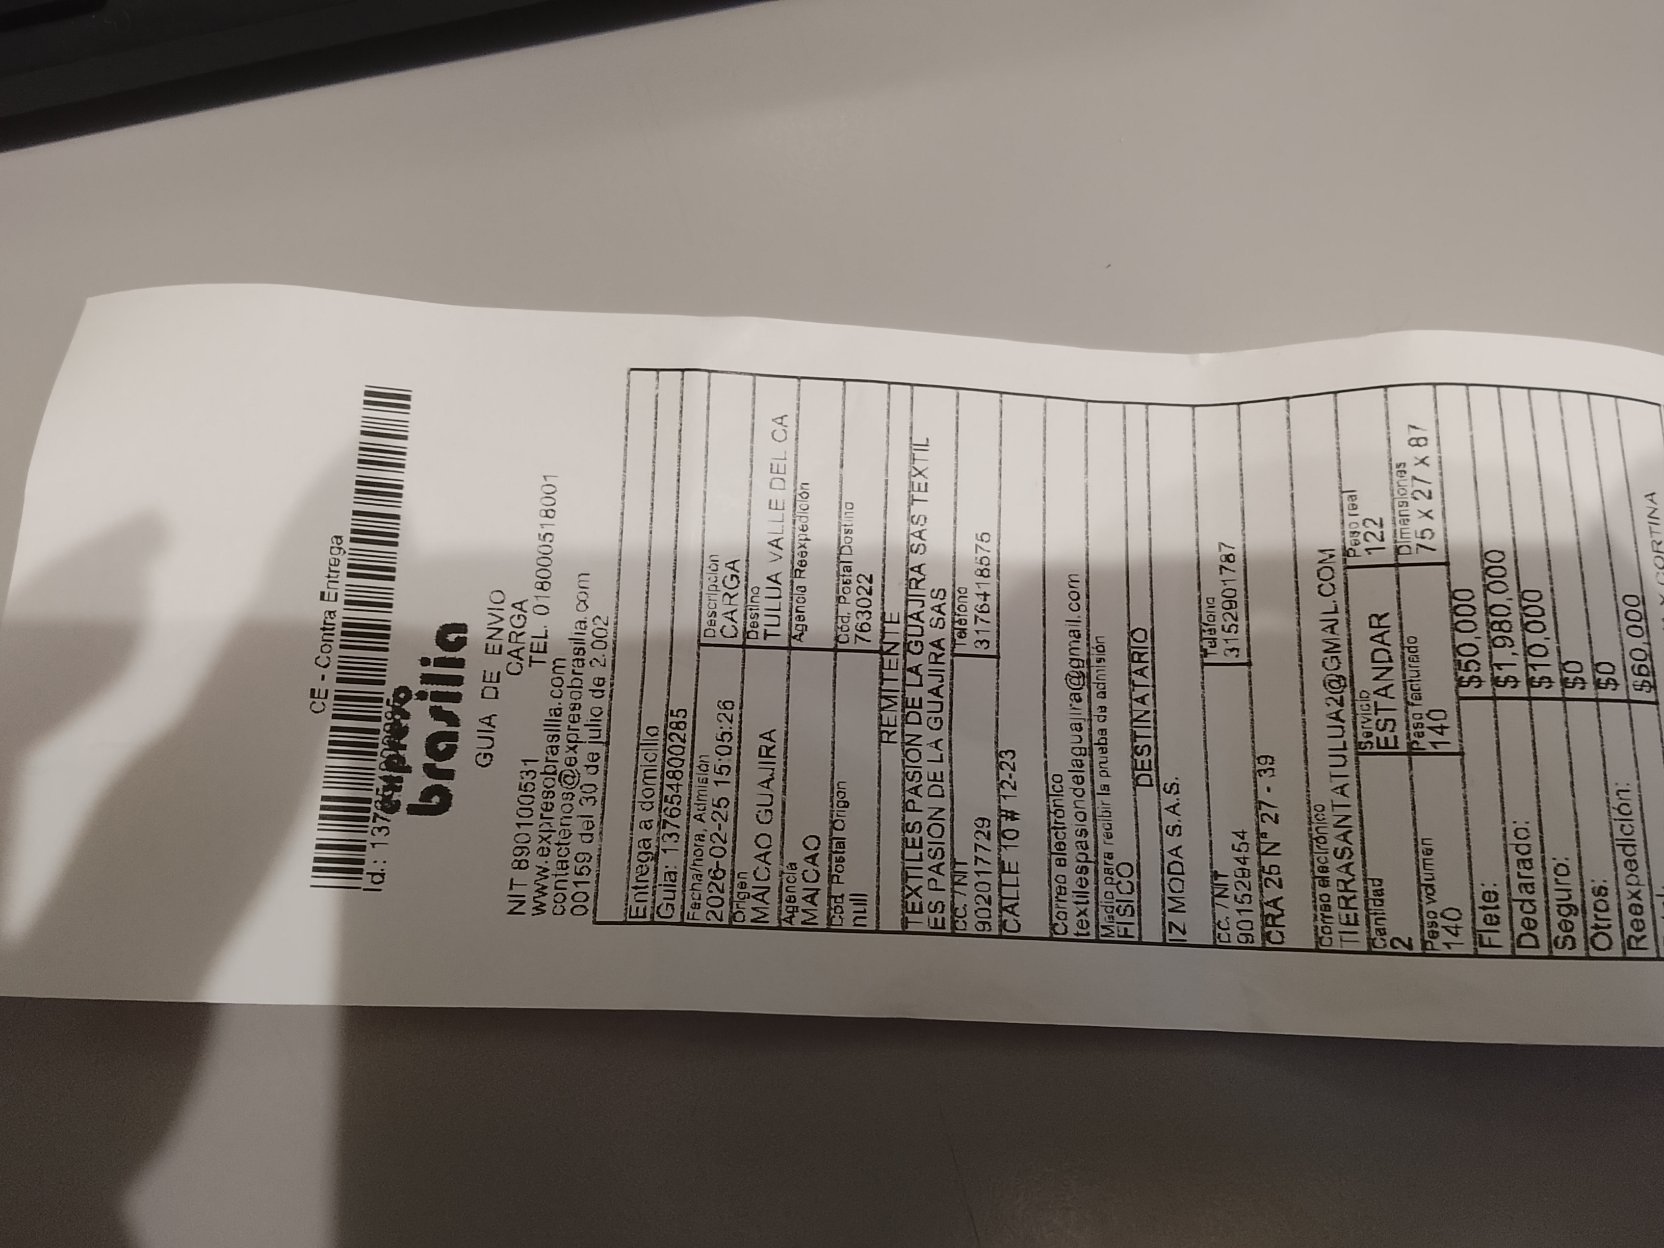 CE - Contra Entrega
expreso
brasilia
GUIA DE ENVIO
CARGA
NIT 890100531 TEL. 018000518001
www.expresobrasilia.com
contactenos@expresobrasilia.com
00159 del 30 de julio de 2.002
Entrega a domicilio
Guia: 137654800285
Fecha/hora, Admisión Descripción
2026-02-25 15:05:26 CARGA
Origen Destino
MAICAO GUAJIRA TULUA VALLE DEL CA
Agencia Agencia Reexpedición
MAICAO
Cód. Postal Origen Cód. Postal Destino
null 763022
REMITENTE
TEXTILES PASION DE LA GUAJIRA SAS TEXTIL
ES PASION DE LA GUAJIRA SAS
CC. /NIT Teléfono
902017729 3176418575
CALLE 10 # 12-23
Correo electrónico
textilespasiondelaguajira@gmail.com
Medio para recibir la prueba de admisión
FISICO
DESTINATARIO
IZ MODA S.A.S.
CC. /NIT Teléfono
901529454 3152901787
CRA 25 N° 27 - 39
Correo electrónico
TIERRASANTATULUA2@GMAIL.COM
Cantidad Servicio Peso real
2 ESTANDAR 122
Peso volumen Peso facturado Dimensiones
140 140 75 X 27 X 87
Flete: $50,000
Declarado: $1,980,000
Seguro: $10,000
Otros: $0
Reexpedición: $0
$60,000
CORTINA